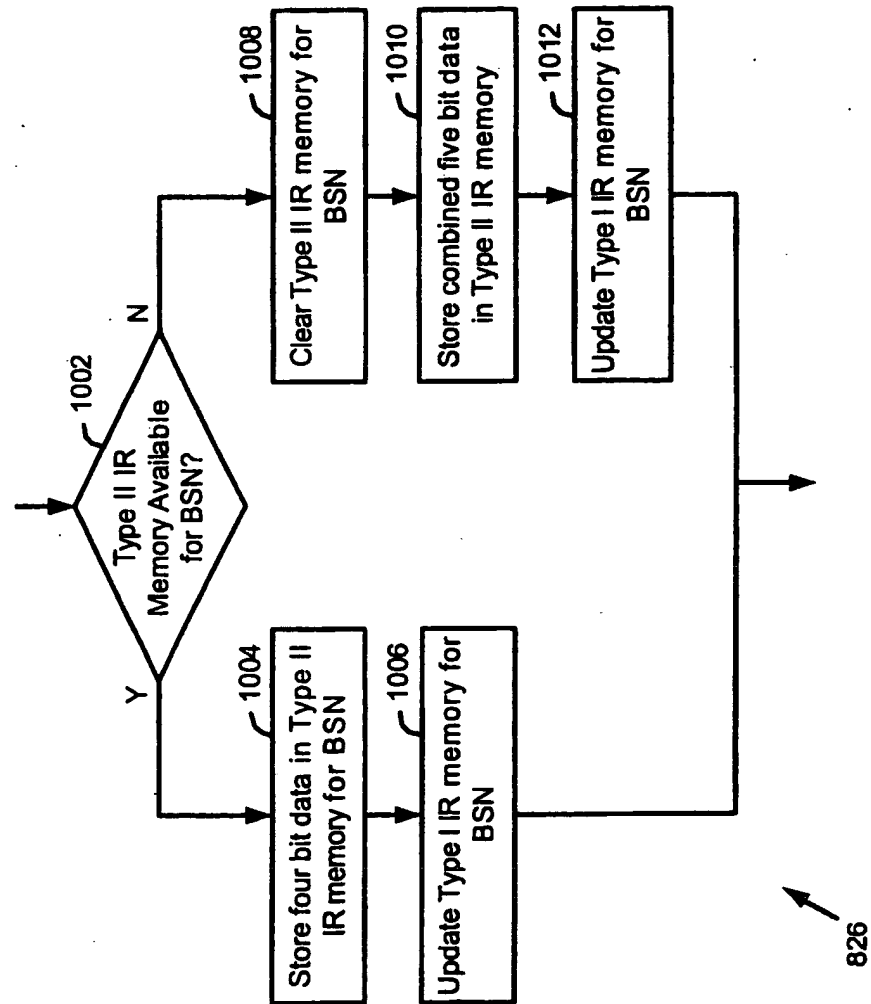 1002
Type II IR
Memory Available
for BSN?
Y
N
1004
Store four bit data in Type II
IR memory for BSN
1006
Update Type I IR memory for
BSN
1008
Clear Type II IR memory for
BSN
1010
Store combined five bit data
in Type II IR memory
1012
Update Type I IR memory for
BSN
826